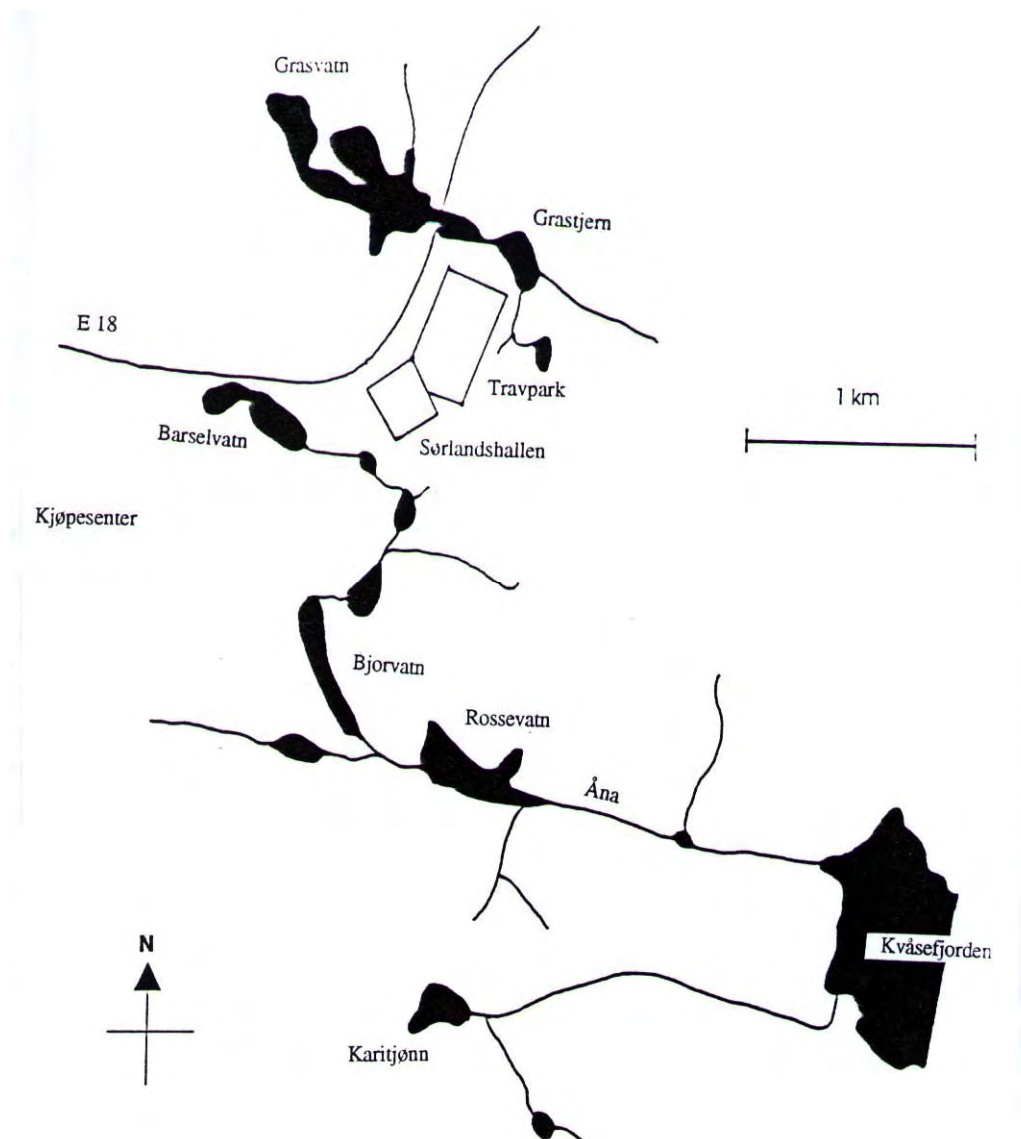 Grasvatn
Grastjern
E 18
Travpark
1 km
Barselvatn
Sørlandshallen
Kjøpesenter
Bjorvatn
Rossevatn
Åna
N
Kvåsefjorden
Karitjønn